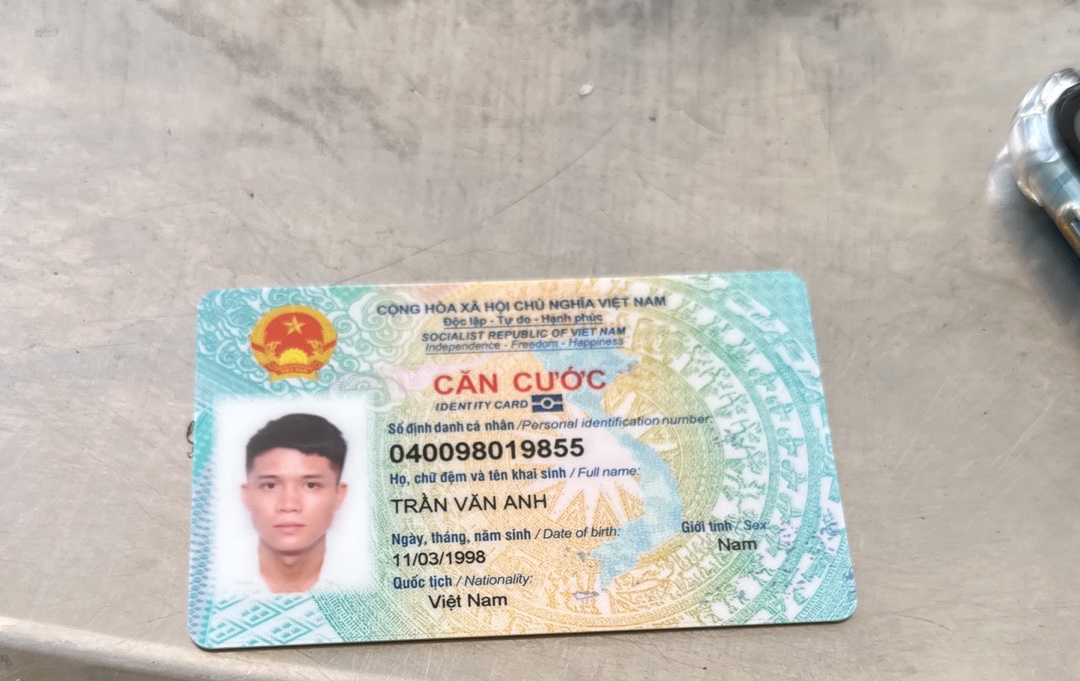 CỘNG HÒA XÃ HỘI CHỦ NGHĨA VIỆT NAM
Độc lập - Tự do - Hạnh phúc
SOCIALIST REPUBLIC OF VIET NAM
Independence - Freedom - Happiness
CĂN CƯỚC
IDENTITY CARD
Số định danh cá nhân / Personal identification number:
040098019855
Họ, chữ đệm và tên khai sinh / Full name:
TRẦN VĂN ANH
Ngày, tháng, năm sinh / Date of birth:
Giới tính / Sex
11/03/1998
Nam
Quốc tịch / Nationality:
Việt Nam